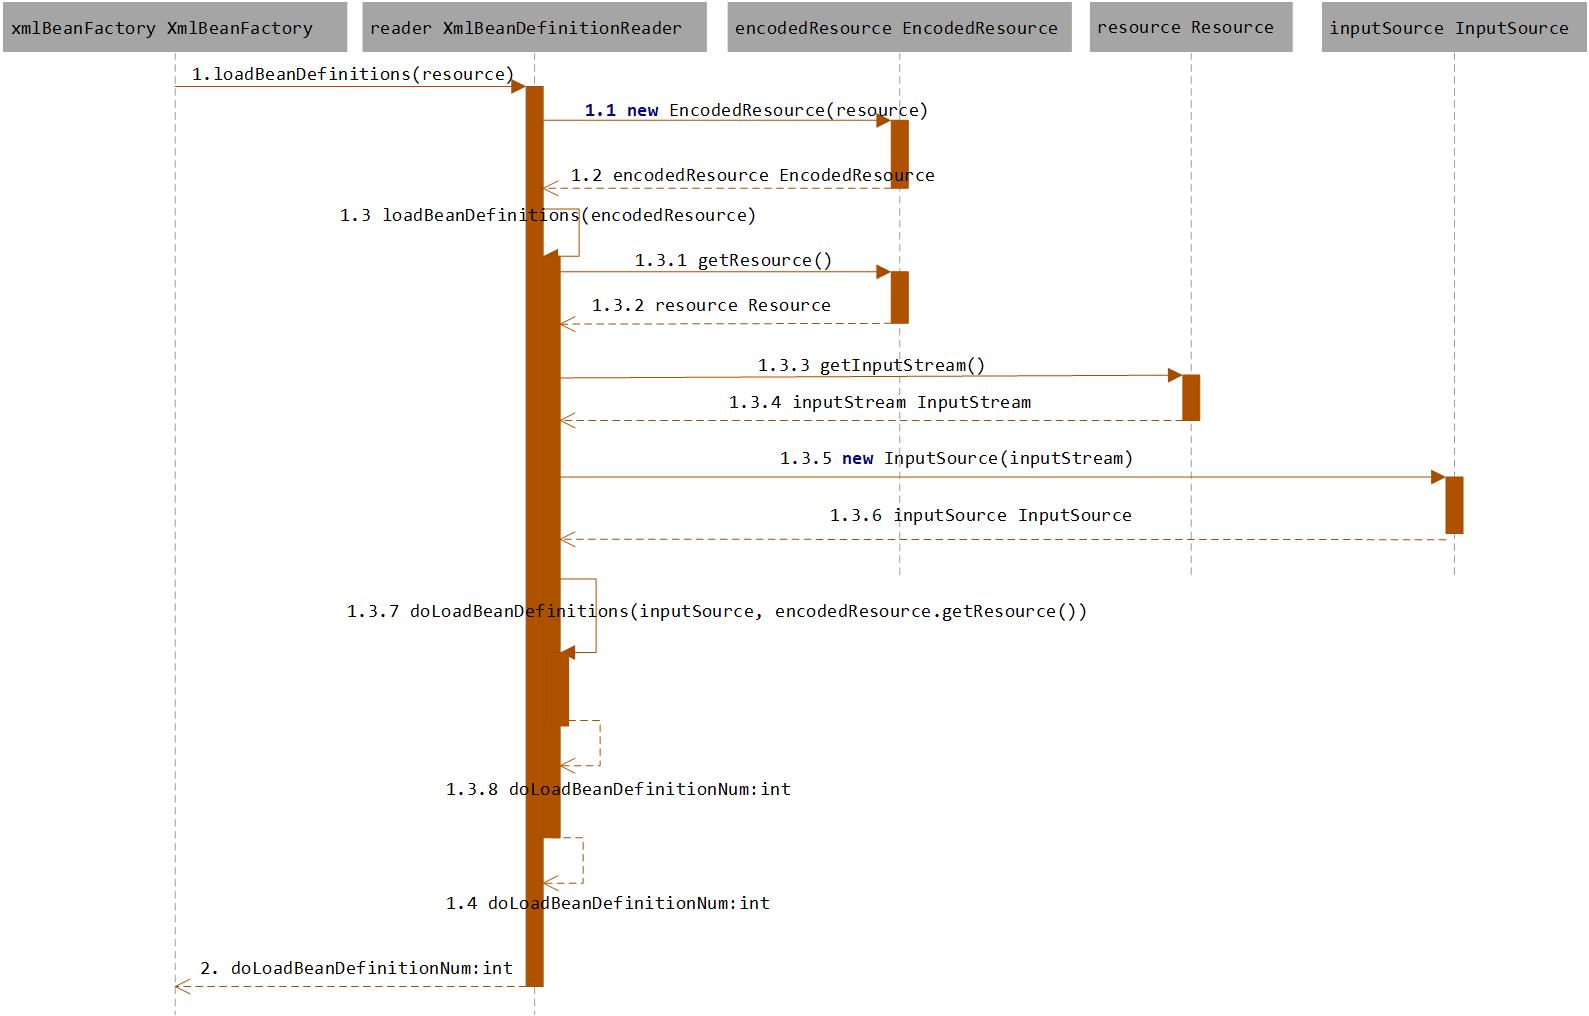 xmlBeanFactory XmlBeanFactory
reader XmlBeanDefinitionReader
encodedResource EncodedResource
resource Resource
inputSource InputSource
1.loadBeanDefinitions(resource)
1.1 new EncodedResource(resource)
1.2 encodedResource EncodedResource
1.3 loadBeanDefinitions(encodedResource)
1.3.1 getResource()
1.3.2 resource Resource
1.3.3 getInputStream()
1.3.4 inputStream InputStream
1.3.5 new InputSource(inputStream)
1.3.6 inputSource InputSource
1.3.7 doLoadBeanDefinitions(inputSource, encodedResource.getResource())
1.3.8 doLoadBeanDefinitionNum:int
1.4 doLoadBeanDefinitionNum:int
2. doLoadBeanDefinitionNum:int